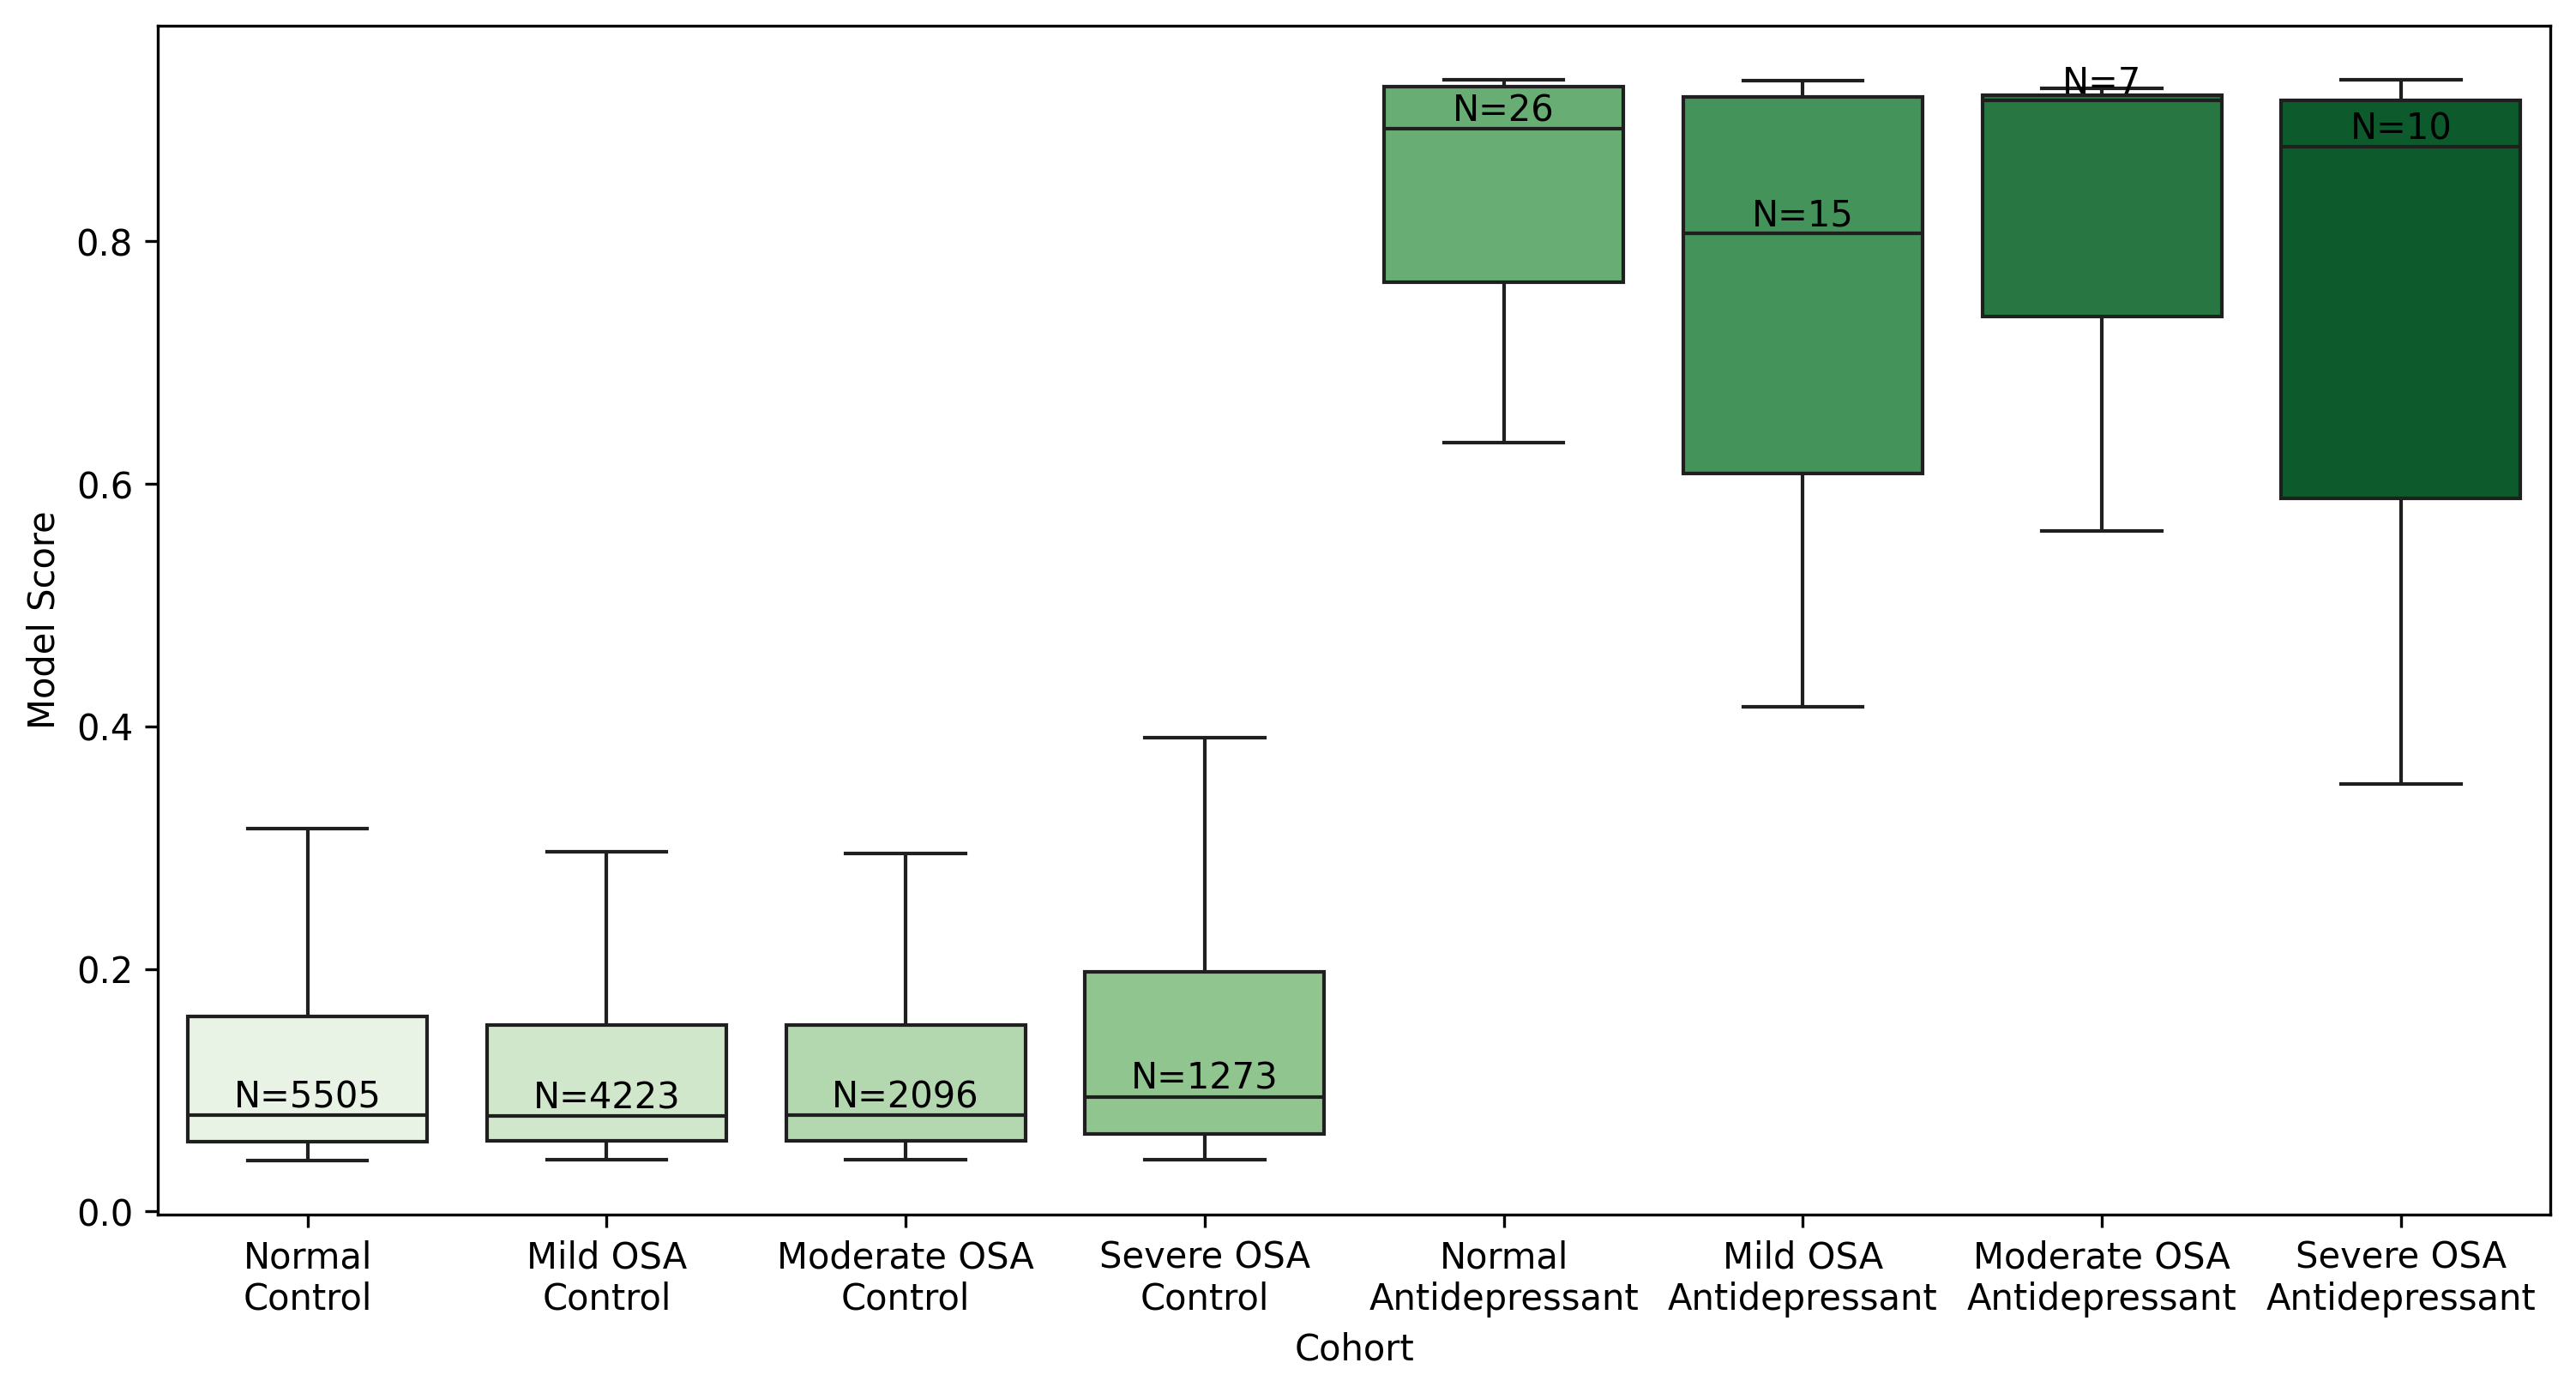 N=7
N=26
N=10
N=15
0.8
0.6
0.4
0.2
0.0
Model Score
N=5505
N=4223
N=2096
N=1273
Normal
Control
Mild OSA
Control
Moderate OSA
Control
Severe OSA
Control
Normal
Antidepressant
Mild OSA
Antidepressant
Moderate OSA
Antidepressant
Severe OSA
Antidepressant
Cohort